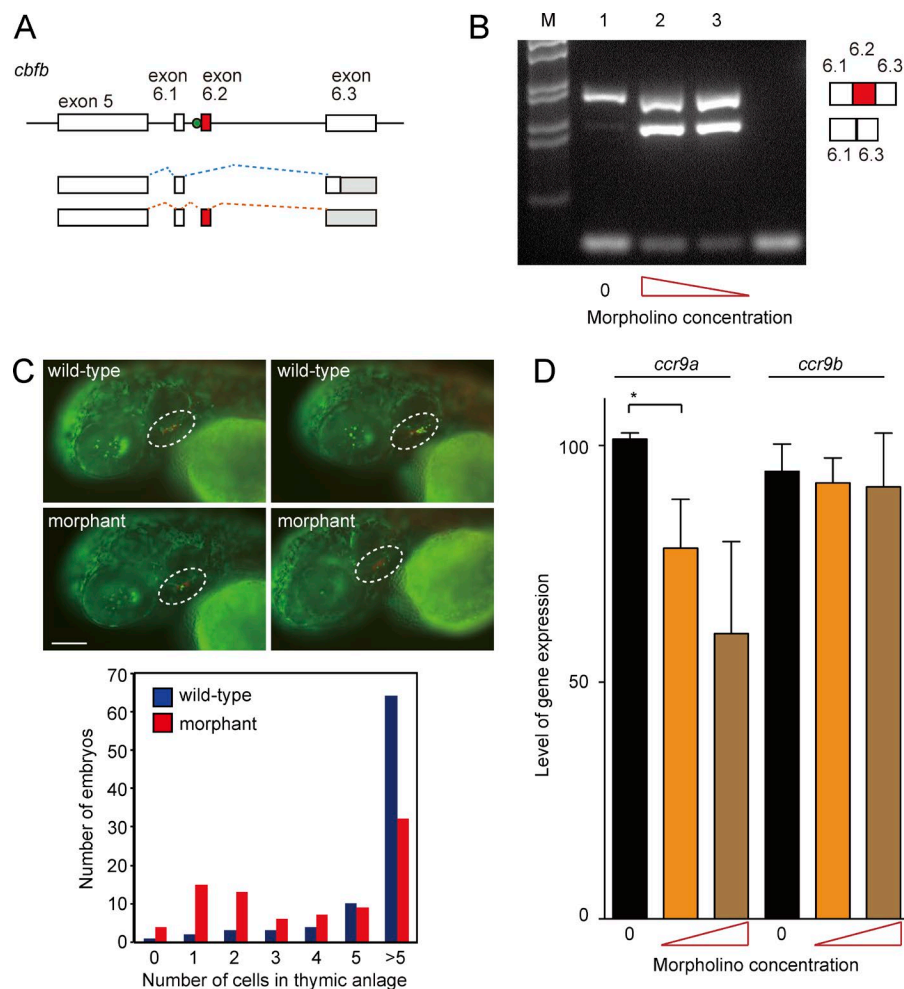 A
cbfb
exon 5
exon
6.1
exon
6.2
exon
6.3
B
M 1 2 3
0
Morpholino concentration
6.2
6.1 6.3
6.1 6.3
C
wild-type
wild-type
morphant
morphant
70
60
50
40
30
20
10
0
Number of embryos
wild-type
morphant
0 1 2 3 4 5 >5
Number of cells in thymic anlage
D
ccr9a ccr9b
*
100
50
0
Level of gene expression
0 0
Morpholino concentration